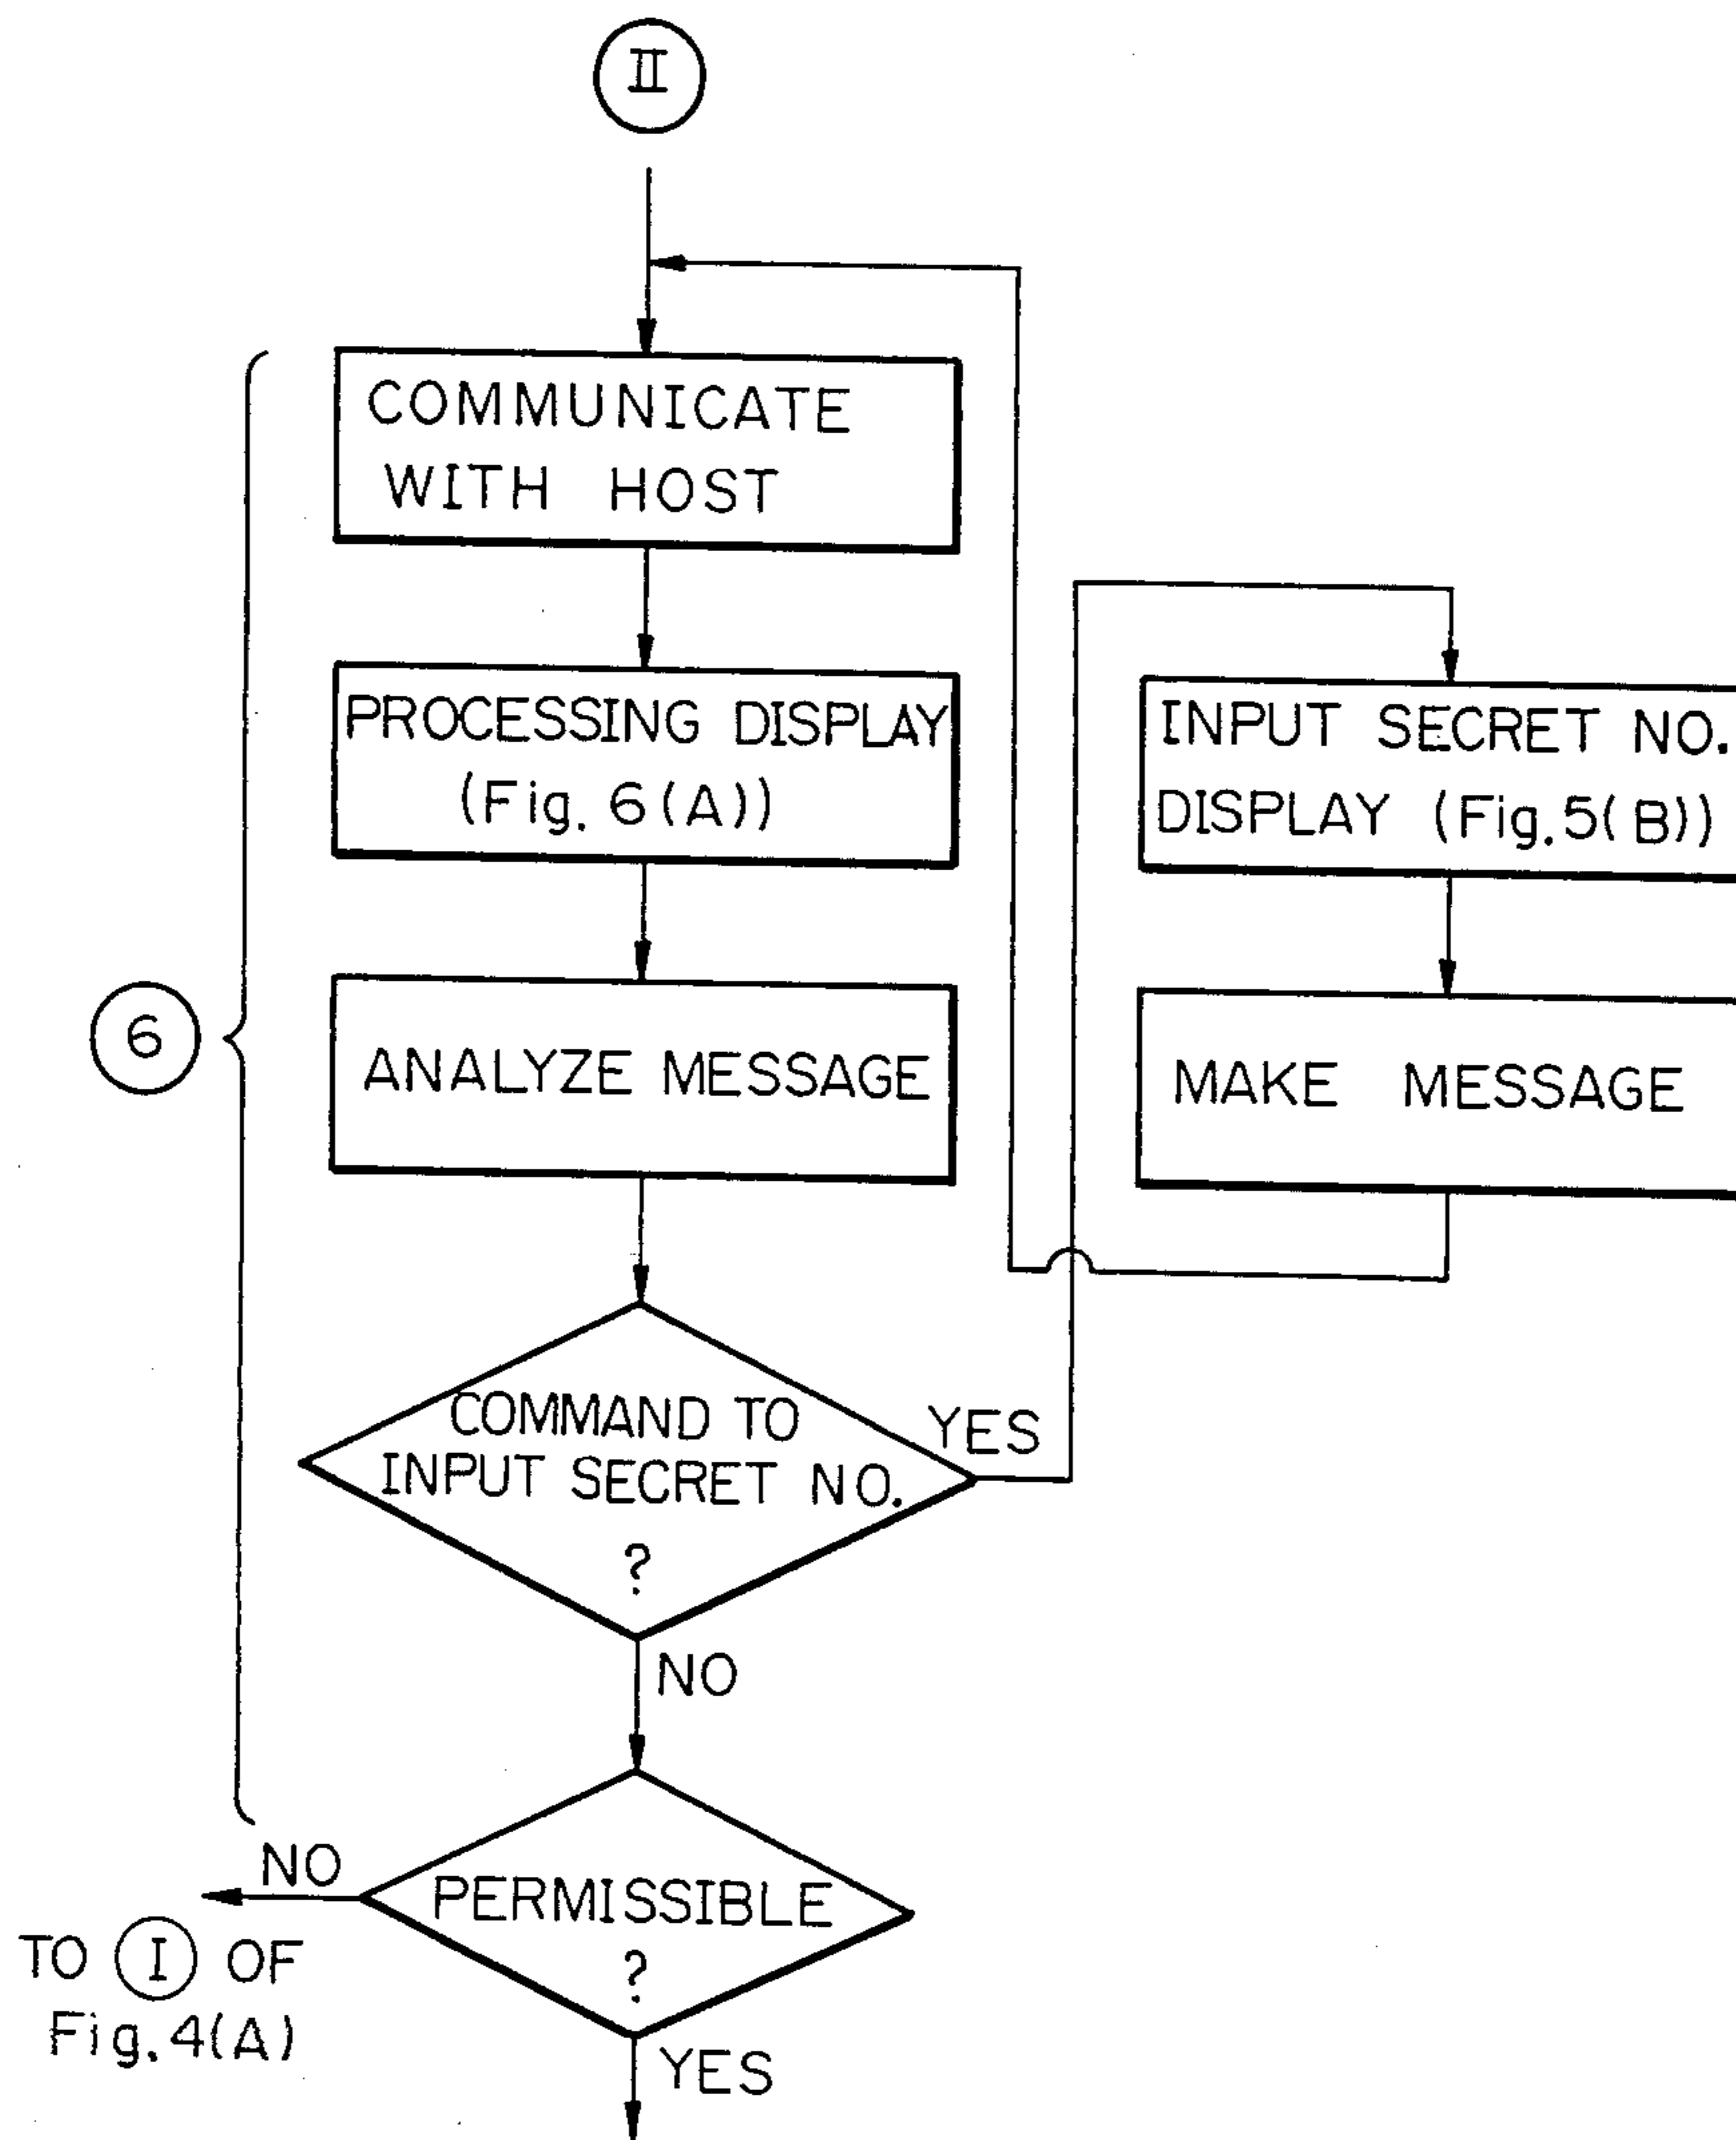 II
COMMUNICATE
WITH HOST
PROCESSING DISPLAY
(Fig. 6(A))
INPUT SECRET NO.
DISPLAY (Fig.5(B))
6
ANALYZE MESSAGE
MAKE MESSAGE
COMMAND TO
INPUT SECRET NO.
?
YES
NO
PERMISSIBLE
?
NO
TO I OF
Fig.4(A)
YES